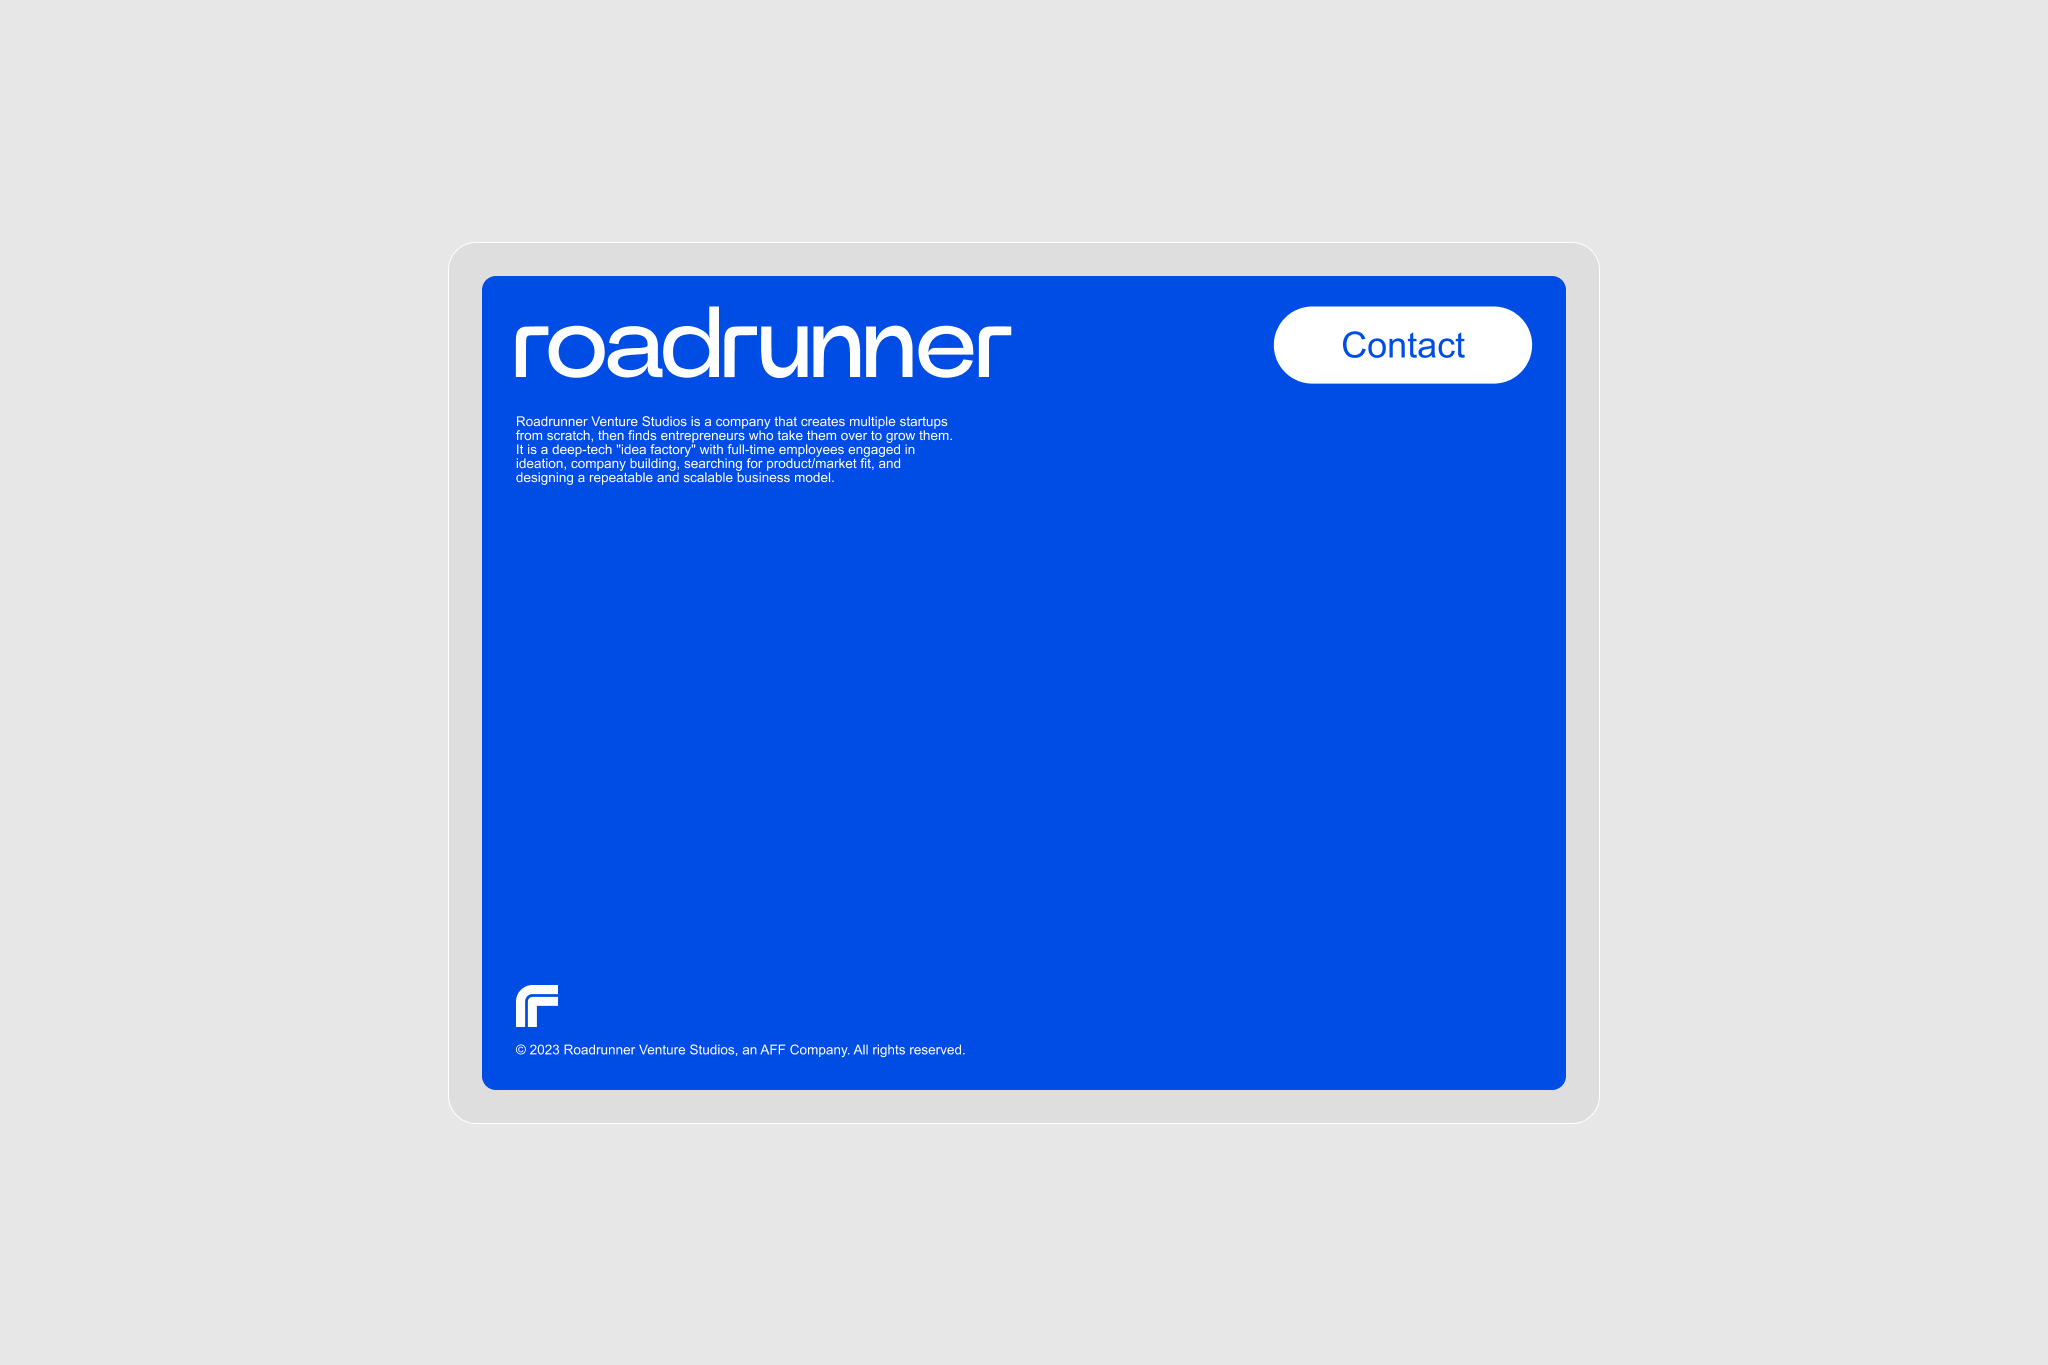 roadrunner
Contact
Roadrunner Venture Studios is a company that creates multiple startups
from scratch, then finds entrepreneurs who take them over to grow them.
It is a deep-tech "idea factory" with full-time employees engaged in
ideation, company building, searching for product/market fit, and
designing a repeatable and scalable business model.
© 2023 Roadrunner Venture Studios, an AFF Company. All rights reserved.